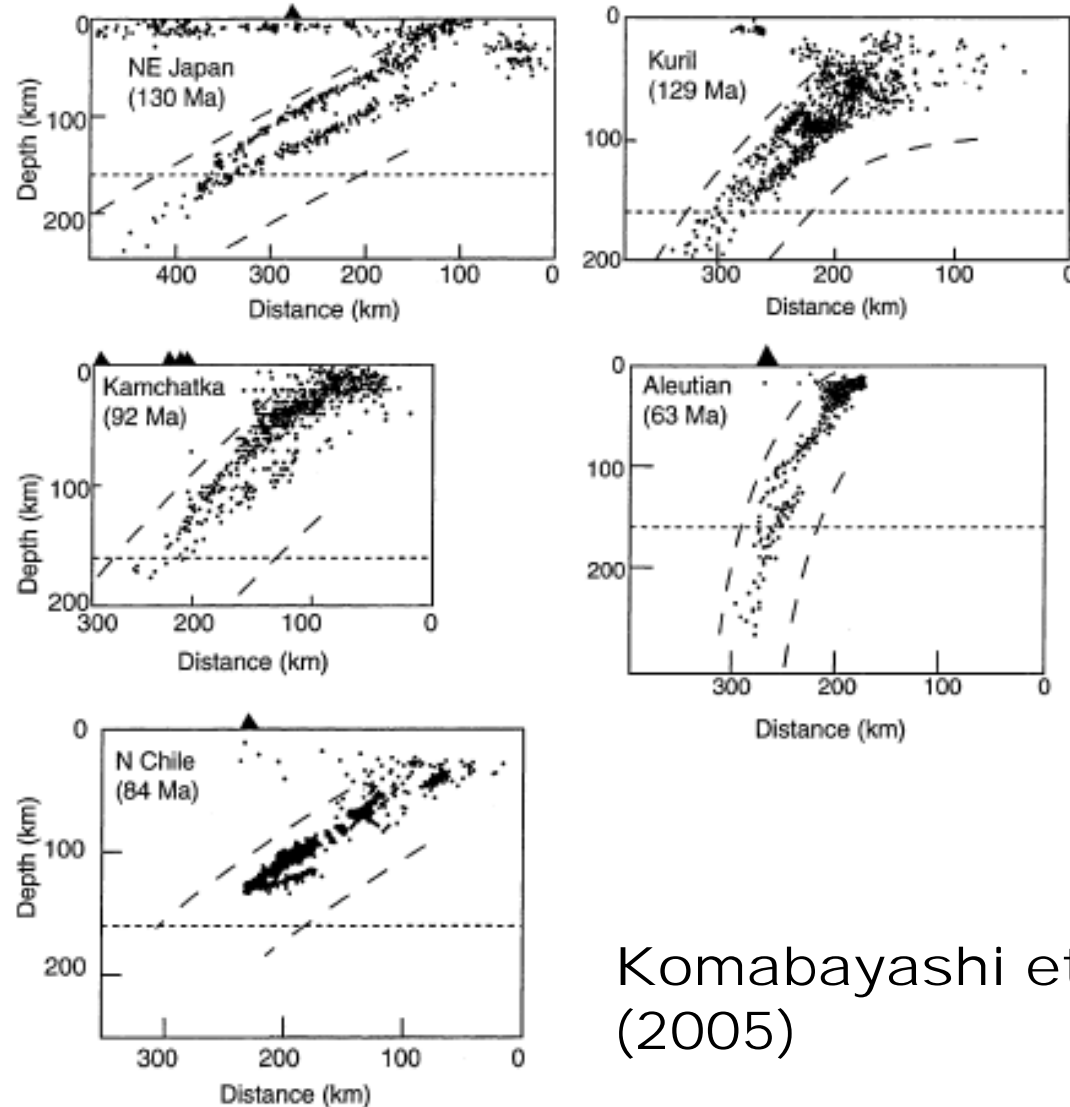 0
100
200
Depth (km)
NE Japan
(130 Ma)
400
300
200
100
0
Distance (km)
0
100
200
Kuril
(129 Ma)
300
200
100
0
Distance (km)
0
100
200
Depth (km)
Kamchatka
(92 Ma)
300
200
100
0
Distance (km)
0
100
200
Aleutian
(63 Ma)
300
200
100
0
Distance (km)
0
100
200
Depth (km)
N Chile
(84 Ma)
300
200
100
0
Distance (km)
Komabayashi et
(2005)